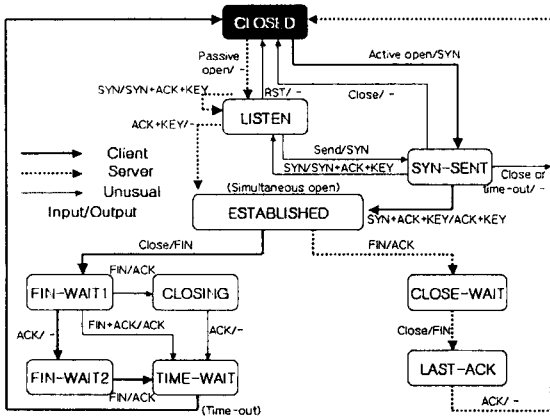 CLOSED
Passive
open/-
Active open/SYN
SYN/SYN+ACK+KEY
RST/-
Close/-
LISTEN
ACK+KEY/-
Send/SYN
SYN/SYN+ACK+KEY
SYN-SENT
Client
Server
Unusual
Input/Output
Close or
time-out/-
(Simultaneous open)
ESTABLISHED
SYN+ACK+KEY/ACK+KEY
Close/FIN
FIN/ACK
FIN/ACK
FIN-WAIT1
CLOSING
CLOSE-WAIT
ACK/-
FIN+ACK/ACK
ACK/-
Close/FIN
FIN-WAIT2
TIME-WAIT
LAST-ACK
FIN/ACK
(Time-out)
ACK/-